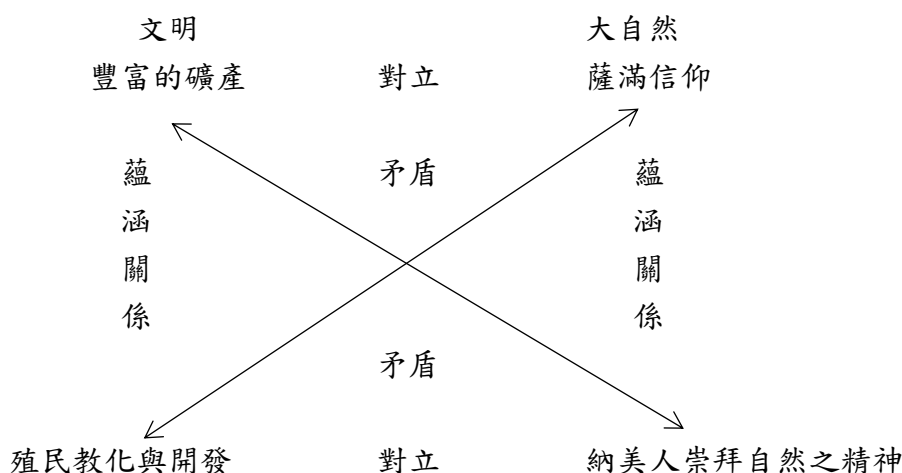 文明 大自然
豐富的礦產 對立 薩滿信仰
蘊 矛盾 蘊
涵 涵
關 關
係 係
矛盾
殖民教化與開發 對立 納美人崇拜自然之精神